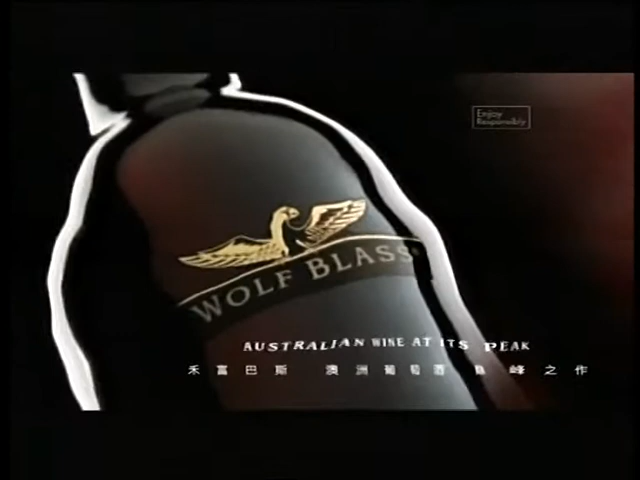 Enjoy
Responsibly
WOLF BLASS
AUSTRALIAN WINE AT ITS PEAK
禾富巴斯 澳洲葡萄酒 巔峰之作